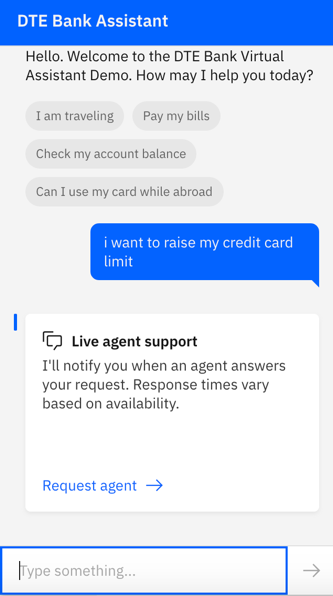 DTE Bank Assistant
Hello. Welcome to the DTE Bank Virtual
Assistant Demo. How may I help you today?
I am traveling
Pay my bills
Check my account balance
Can I use my card while abroad
i want to raise my credit card
limit
Live agent support
I'll notify you when an agent answers
your request. Response times vary
based on availability.
Request agent
Type something...